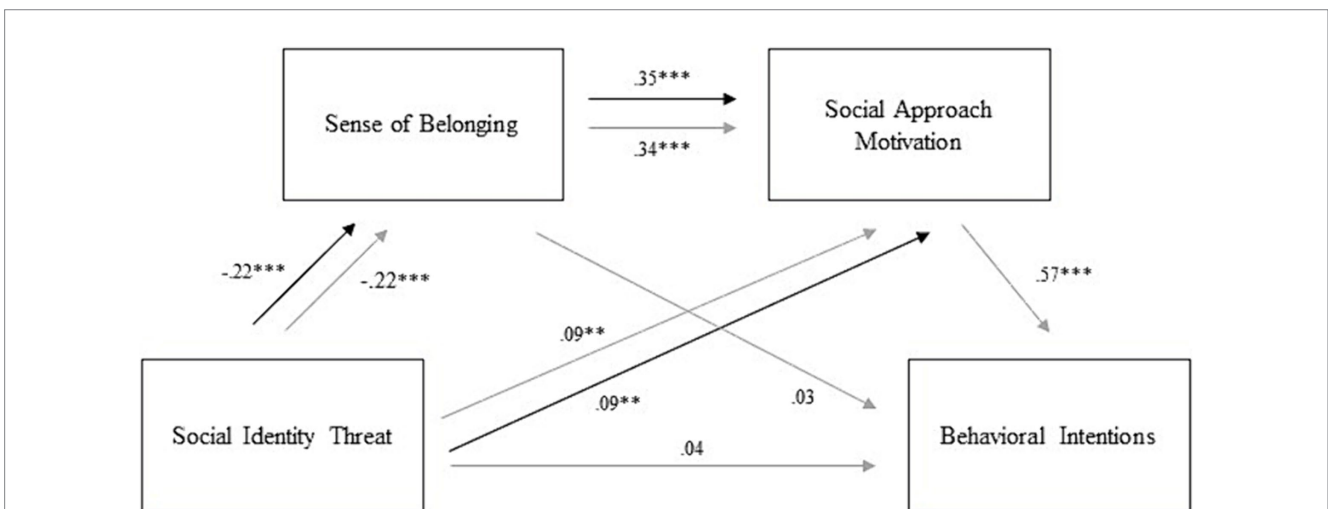 .35***
Sense of Belonging
Social Approach
Motivation
.34***
-.22***
-.22***
.57***
.09**
.09**
.03
Social Identity Threat
Behavioral Intentions
.04